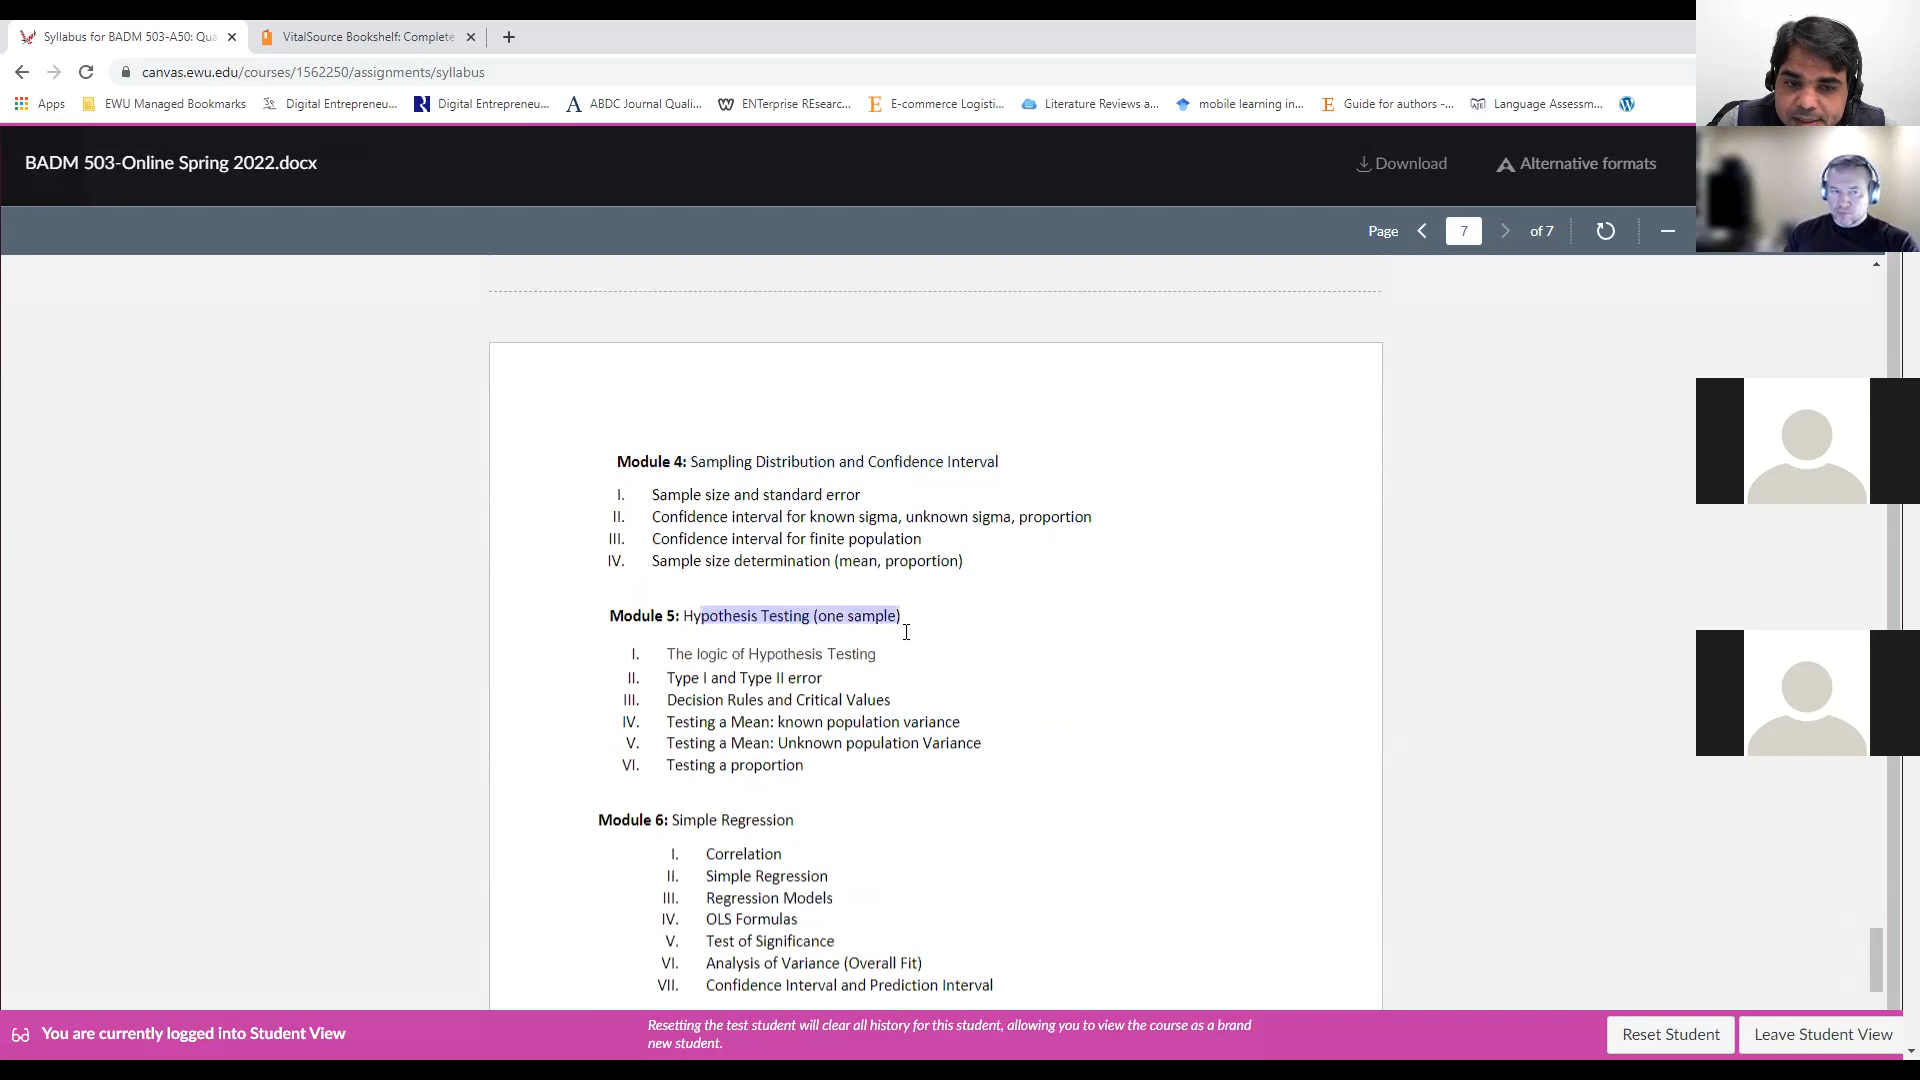 Syllabus for BADM 503-A50: Qua
VitalSource Bookshelf: Complete
canvas.ewu.edu/courses/1562250/assignments/syllabus
Apps
EWU Managed Bookmarks
Digital Entrepreneu...
Digital Entrepreneu...
ABDC Journal Quali...
ENTerprise REsearc...
E-commerce Logisti...
Literature Reviews a...
mobile learning in...
Guide for authors -...
Language Assessm...
BADM 503-Online Spring 2022.docx
Download
Alternative formats
Page
7
of 7
Module 4: Sampling Distribution and Confidence Interval
I. Sample size and standard error
II. Confidence interval for known sigma, unknown sigma, proportion
III. Confidence interval for finite population
IV. Sample size determination (mean, proportion)
Module 5: Hypothesis Testing (one sample)
I. The logic of Hypothesis Testing
II. Type I and Type II error
III. Decision Rules and Critical Values
IV. Testing a Mean: known population variance
V. Testing a Mean: Unknown population Variance
VI. Testing a proportion
Module 6: Simple Regression
I. Correlation
II. Simple Regression
III. Regression Models
IV. OLS Formulas
V. Test of Significance
VI. Analysis of Variance (Overall Fit)
VII. Confidence Interval and Prediction Interval
You are currently logged into Student View
Resetting the test student will clear all history for this student, allowing you to view the course as a brand
new student.
Reset Student
Leave Student View